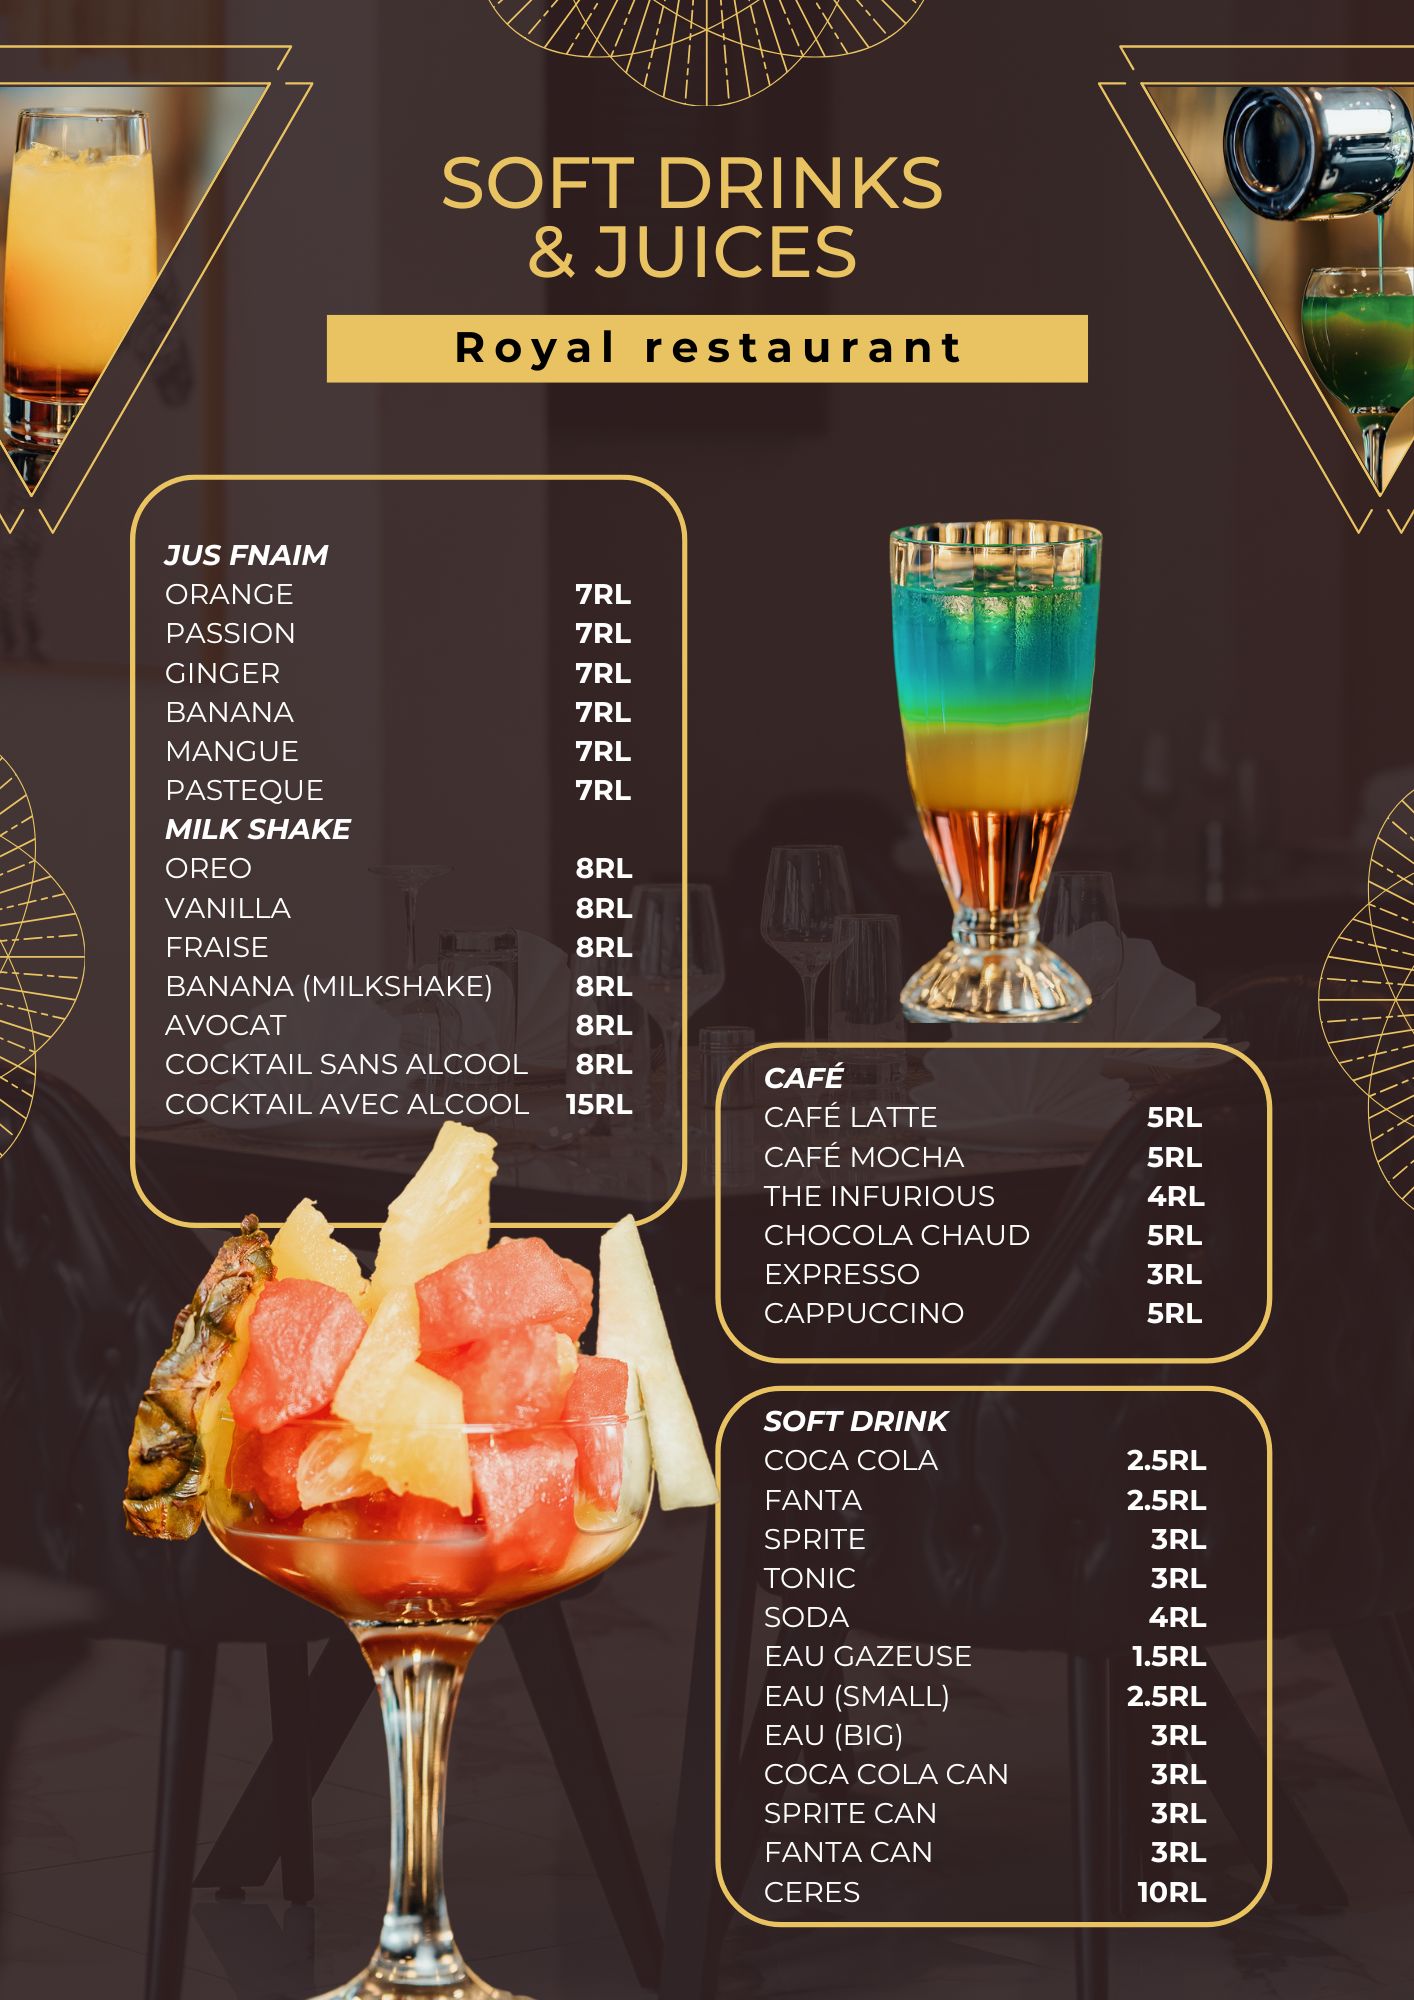 SOFT DRINKS
& JUICES
Royal restaurant
JUS FNAIM
ORANGE 7RL
PASSION 7RL
GINGER 7RL
BANANA 7RL
MANGUE 7RL
PASTEQUE 7RL
MILK SHAKE
OREO 8RL
VANILLA 8RL
FRAISE 8RL
BANANA (MILKSHAKE) 8RL
AVOCAT 8RL
COCKTAIL SANS ALCOOL 8RL
COCKTAIL AVEC ALCOOL 15RL
CAFÉ
CAFÉ LATTE 5RL
CAFÉ MOCHA 5RL
THE INFURIOUS 4RL
CHOCOLA CHAUD 5RL
EXPRESSO 3RL
CAPPUCCINO 5RL
SOFT DRINK
COCA COLA 2.5RL
FANTA 2.5RL
SPRITE 3RL
TONIC 3RL
SODA 4RL
EAU GAZEUSE 1.5RL
EAU (SMALL) 2.5RL
EAU (BIG) 3RL
COCA COLA CAN 3RL
SPRITE CAN 3RL
FANTA CAN 3RL
CERES 10RL